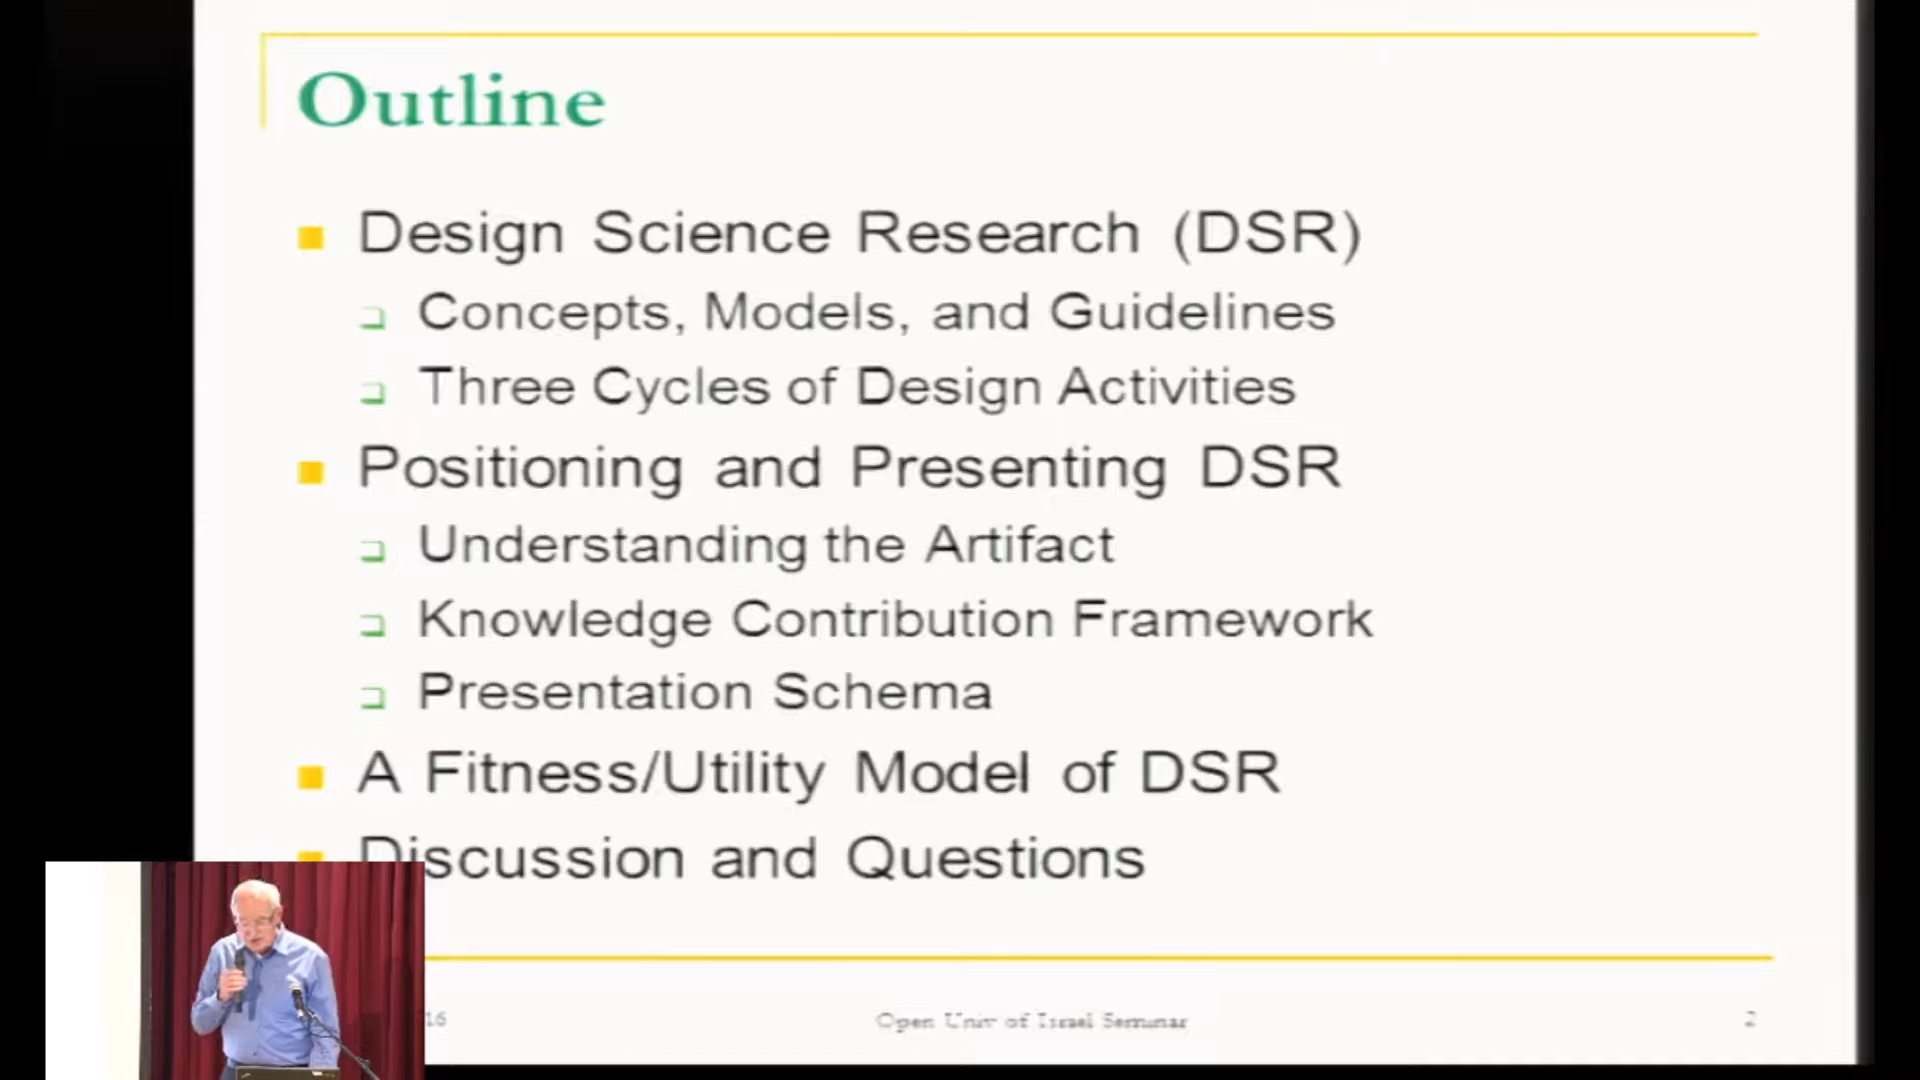 Outline
Design Science Research (DSR)
Concepts, Models, and Guidelines
Three Cycles of Design Activities
Positioning and Presenting DSR
Understanding the Artifact
Knowledge Contribution Framework
Presentation Schema
A Fitness/Utility Model of DSR
Discussion and Questions
16 Open Univ of Israel Seminar 2